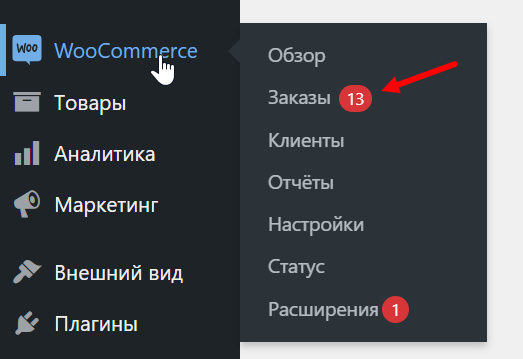 Woo
WooCommerce
Товары
Аналитика
Маркетинг
Внешний вид
Плагины
Обзор
Заказы 13
Клиенты
Отчёты
Настройки
Статус
Расширения 1